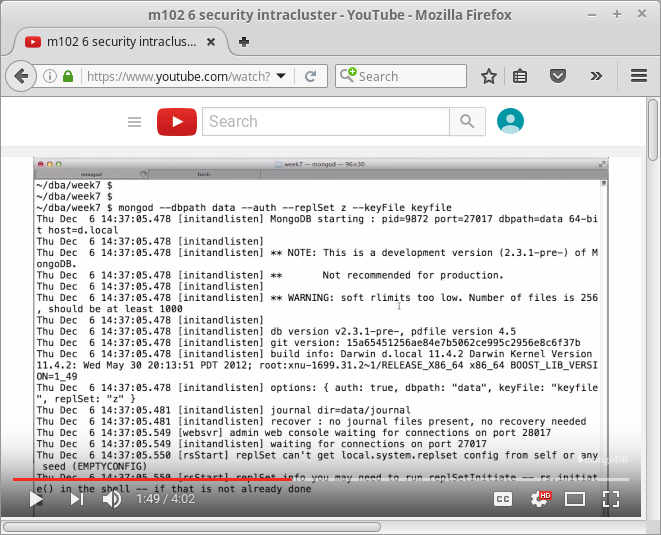 m102 6 security intracluster - YouTube - Mozilla Firefox
m102 6 security intraclus...
https://www.youtube.com/watch?
Search
Search
week7 — mongod — 96×30
mongod
bash
~/dba/week7 $
~/dba/week7 $
~/dba/week7 $ mongod --dbpath data --auth --replSet z --keyFile keyfile
Thu Dec  6 14:37:05.478 [initandlisten] MongoDB starting : pid=9872 port=27017 dbpath=data 64-bi
t host=d.local
Thu Dec  6 14:37:05.478 [initandlisten]
Thu Dec  6 14:37:05.478 [initandlisten] ** NOTE: This is a development version (2.3.1-pre-) of M
ongoDB.
Thu Dec  6 14:37:05.478 [initandlisten] **       Not recommended for production.
Thu Dec  6 14:37:05.478 [initandlisten]
Thu Dec  6 14:37:05.478 [initandlisten] ** WARNING: soft rlimits too low. Number of files is 256
, should be at least 1000
Thu Dec  6 14:37:05.478 [initandlisten]
Thu Dec  6 14:37:05.478 [initandlisten] db version v2.3.1-pre-, pdfile version 4.5
Thu Dec  6 14:37:05.478 [initandlisten] git version: 15a65451256ae84e7b5062ce995c2956e8c6f37b
Thu Dec  6 14:37:05.478 [initandlisten] build info: Darwin d.local 11.4.2 Darwin Kernel Version
11.4.2: Wed May 30 20:13:51 PDT 2012; root:xnu-1699.31.2~1/RELEASE_X86_64 x86_64 BOOST_LIB_VERSI
ON=1_49
Thu Dec  6 14:37:05.478 [initandlisten] options: { auth: true, dbpath: "data", keyFile: "keyfile
", replSet: "z" }
Thu Dec  6 14:37:05.481 [initandlisten] journal dir=data/journal
Thu Dec  6 14:37:05.481 [initandlisten] recover : no journal files present, no recovery needed
Thu Dec  6 14:37:05.549 [websvr] admin web console waiting for connections on port 28017
Thu Dec  6 14:37:05.549 [initandlisten] waiting for connections on port 27017
Thu Dec  6 14:37:05.550 [rsStart] replSet can't get local.system.replset config from self or any
 seed (EMPTYCONFIG)
mongoDB
Thu Dec  6 14:37:05.550 [rsStart] replSet info you may need to run replSetInitiate -- rs.initiat
e() in the shell -- if that is not already done
1:49 / 4:02
CC
HD